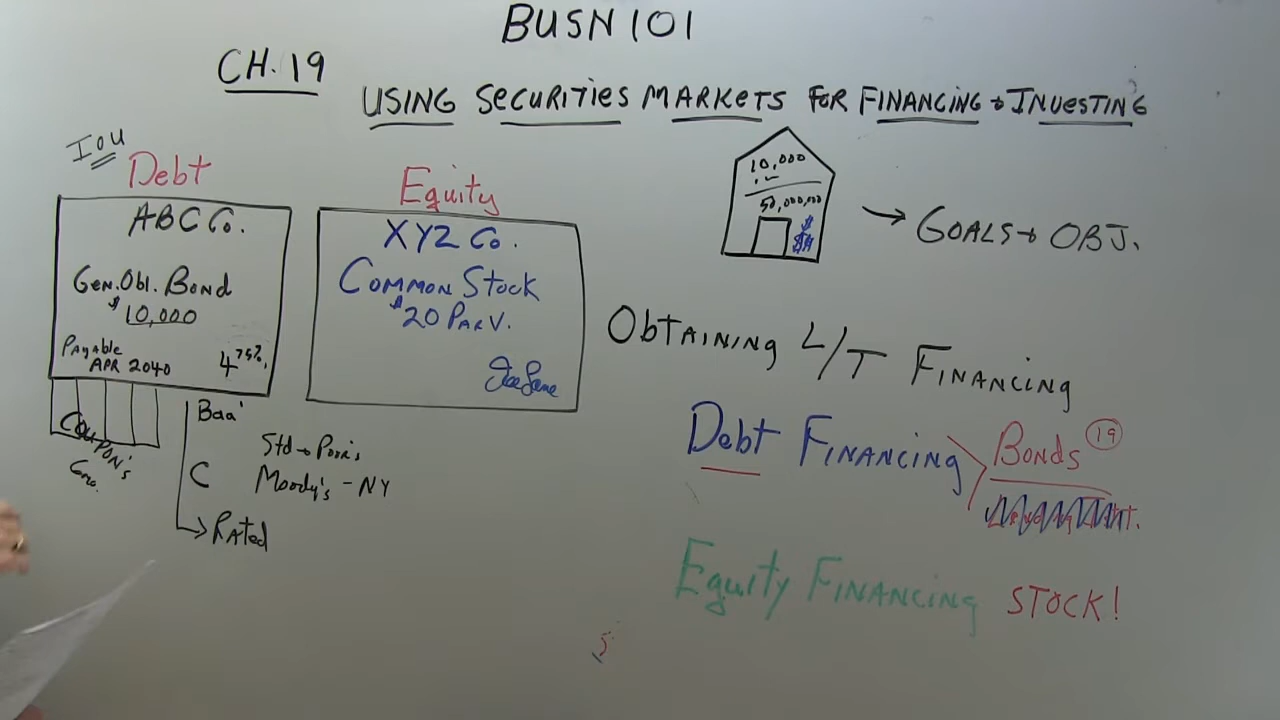 BUSN 101
CH. 19
USING SECURITIES MARKETS FOR FINANCING + INVESTING
IOU
Debt
ABC Co.
Gen. Obl. Bond
$10,000
Payable
APR 2040
4 75%
COUPON'S
Baa'
C
Std + Poor's
Moody's - NY
Rated
Equity
XYZ Co.
COMMON STOCK
$20 PAR V.
10,000
50,000,000
GOALS + OBJ.
OBTAINING L/T FINANCING
Debt FINANCING
BONDS 19
Equity FINANCING STOCK!
5